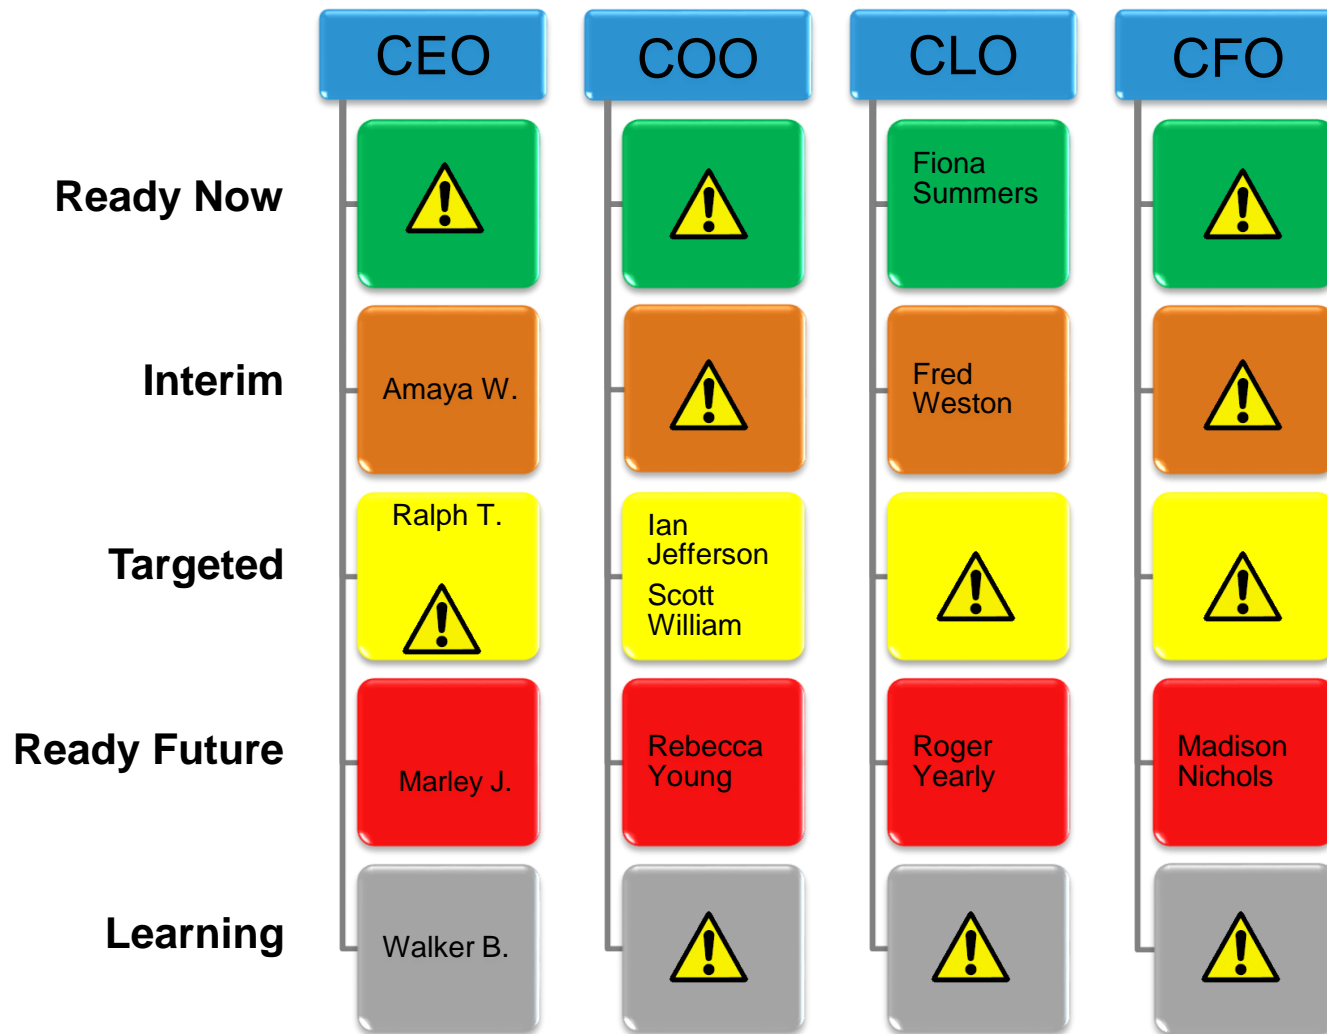 CEO COO CLO CFO
Ready Now
Fiona
Summers
Interim
Amaya W.
Fred
Weston
Targeted
Ralph T.
Ian
Jefferson
Scott
William
Ready Future
Marley J.
Rebecca
Young
Roger
Yearly
Madison
Nichols
Learning
Walker B.